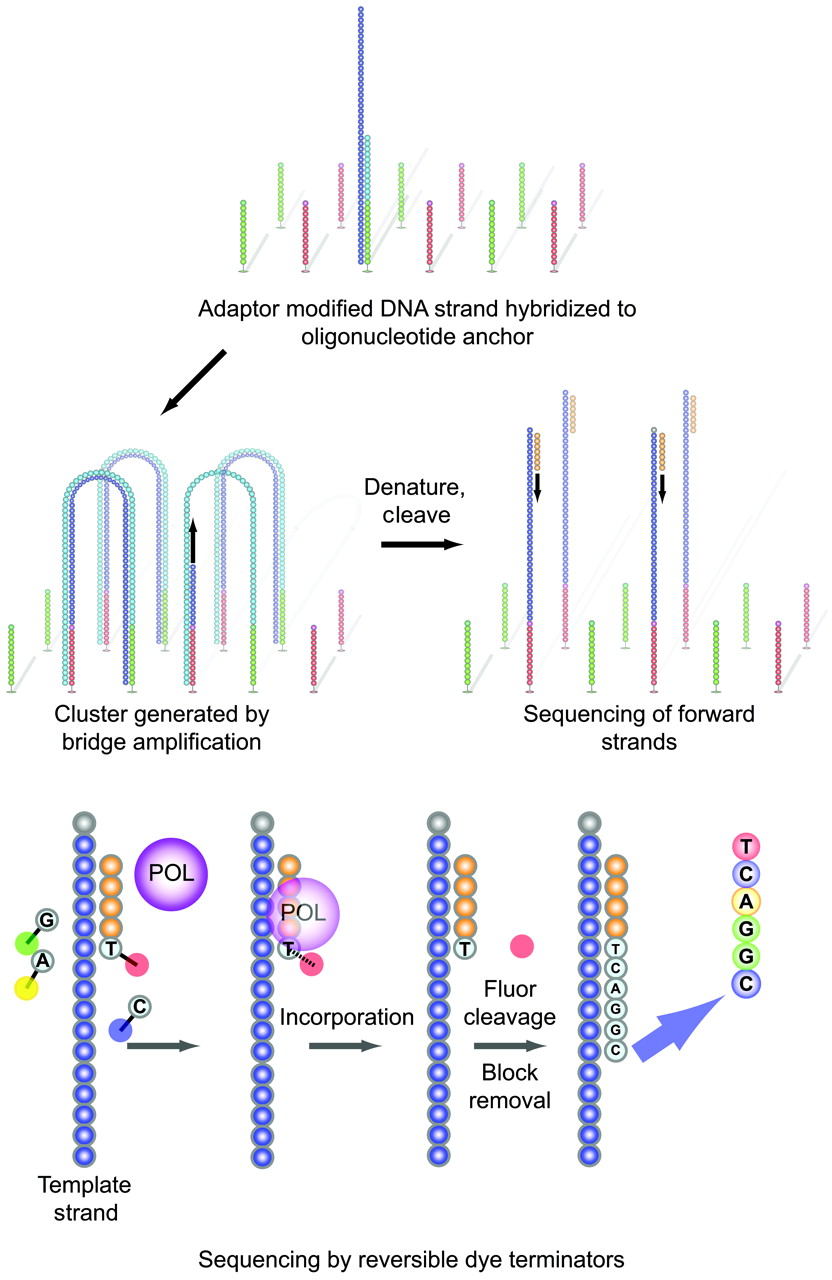 Adaptor modified DNA strand hybridized to
oligonucleotide anchor
Denature,
cleave
Cluster generated by
bridge amplification
Sequencing of forward
strands
POL
G
A
T
C
POL
T
Incorporation
T
Fluor
cleavage
Block
removal
T
C
A
G
G
C
T
C
A
G
G
C
Template
strand
Sequencing by reversible dye terminators